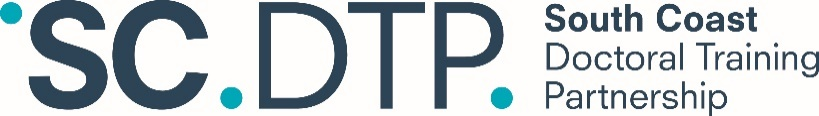 SC.DTP.
South Coast
Doctoral Training
Partnership